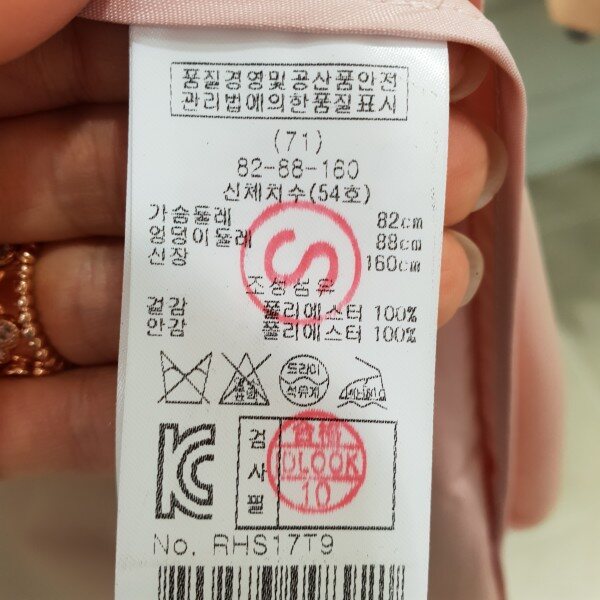 품질경영및공산품안전
관리법에의한품질표시
(71)
82-88-160
신체치수(54호)
가슴둘레 82cm
엉덩이둘레 88cm
신장 160cm
S
조성섬유
겉감 폴리에스터 100%
안감 폴리에스터 100%
표백
드라이
석유계
KC
검사필
DLOOK
10
No. RHS17T9